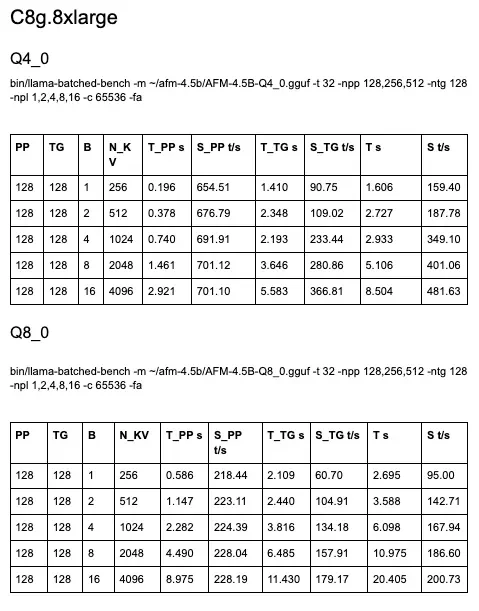 C8g.8xlarge
Q4_0
bin/llama-batched-bench -m ~/afm-4.5b/AFM-4.5B-Q4_0.gguf -t 32 -npp 128,256,512 -ntg 128
-npl 1,2,4,8,16 -c 65536 -fa
PP TG B N_K T_PP s S_PP t/s T_TG s S_TG t/s T s S t/s
V
128 128 1 256 0.196 654.51 1.410 90.75 1.606 159.40
128 128 2 512 0.378 676.79 2.348 109.02 2.727 187.78
128 128 4 1024 0.740 691.91 2.193 233.44 2.933 349.10
128 128 8 2048 1.461 701.12 3.646 280.86 5.106 401.06
128 128 16 4096 2.921 701.10 5.583 366.81 8.504 481.63
Q8_0
bin/llama-batched-bench -m ~/afm-4.5b/AFM-4.5B-Q8_0.gguf -t 32 -npp 128,256,512 -ntg 128
-npl 1,2,4,8,16 -c 65536 -fa
PP TG B N_KV T_PP s S_PP T_TG s S_TG t/s T s S t/s
t/s
128 128 1 256 0.586 218.44 2.109 60.70 2.695 95.00
128 128 2 512 1.147 223.11 2.440 104.91 3.588 142.71
128 128 4 1024 2.282 224.39 3.816 134.18 6.098 167.94
128 128 8 2048 4.490 228.04 6.485 157.91 10.975 186.60
128 128 16 4096 8.975 228.19 11.430 179.17 20.405 200.73